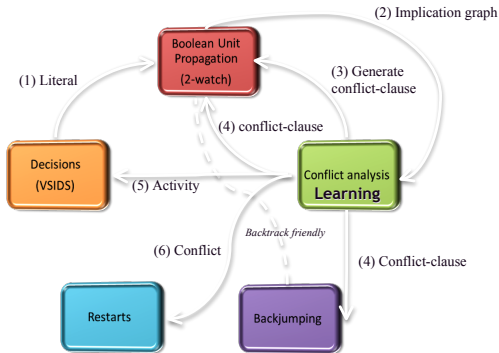 (2) Implication graph
Boolean Unit
Propagation
(2-watch)
(1) Literal
(3) Generate
conflict-clause
(4) conflict-clause
Decisions
(VSIDS)
Conflict analysis
Learning
(5) Activity
Backtrack friendly
(6) Conflict
(4) Conflict-clause
Restarts
Backjumping